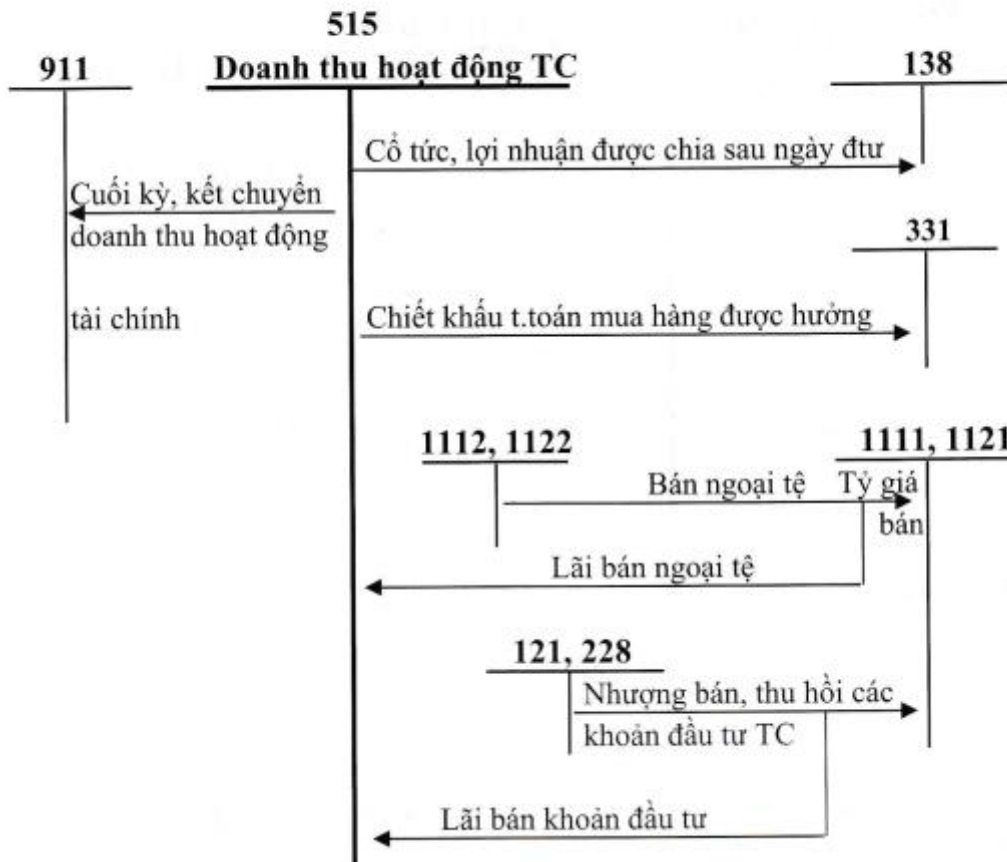 515
911
Doanh thu hoạt động TC
138
Cổ tức, lợi nhuận được chia sau ngày đtư
Cuối kỳ, kết chuyển
doanh thu hoạt động
tài chính
331
Chiết khấu t.toán mua hàng được hưởng
1112, 1122
1111, 1121
Bán ngoại tệ
Tỷ giá
bán
Lãi bán ngoại tệ
121, 228
Nhượng bán, thu hồi các
khoản đầu tư TC
Lãi bán khoản đầu tư